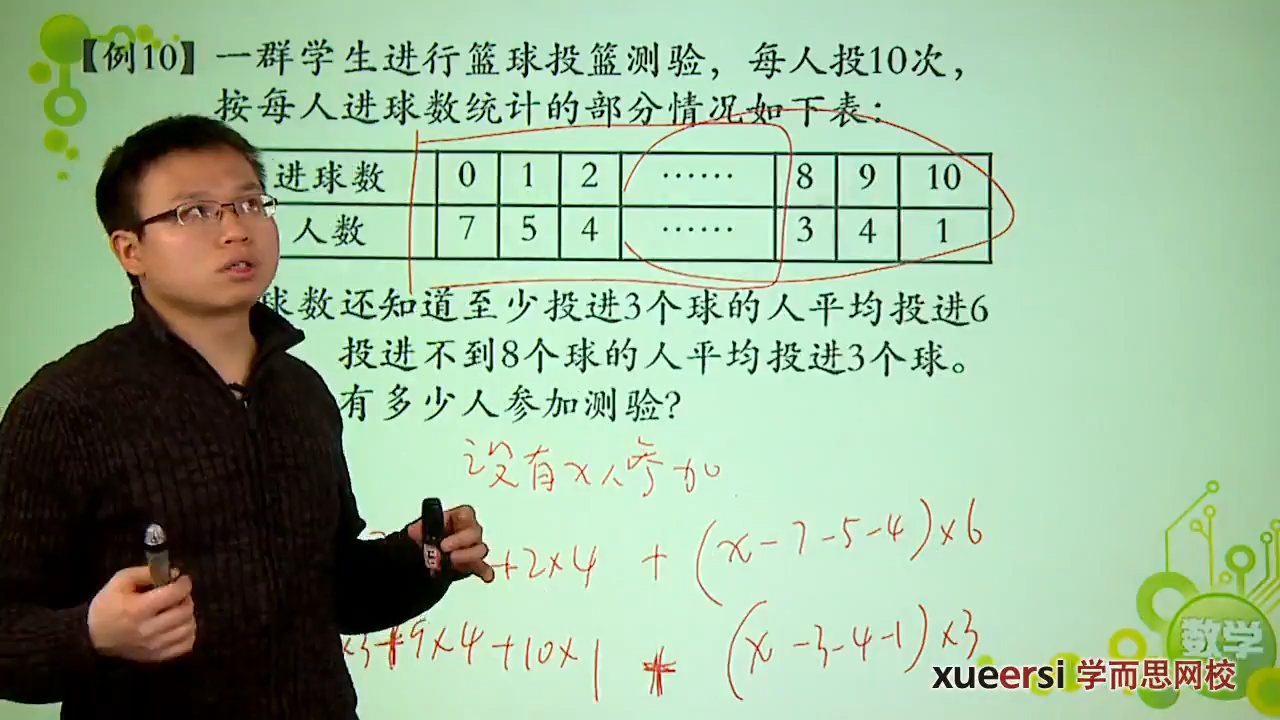 【例10】一群学生进行篮球投篮测验，每人投10次，
按每人进球数统计的部分情况如下表：
进球数 0 1 2 …… 8 9 10
人数 7 5 4 …… 3 4 1
球数还知道至少投进3个球的人平均投进6
投进不到8个球的人平均投进3个球。
有多少人参加测验？
设有x人参加
+2×4 + (x-7-5-4)×6
×3+9×4+10×1 + (x-3-4-1)×3
数学
xueersi 学而思网校